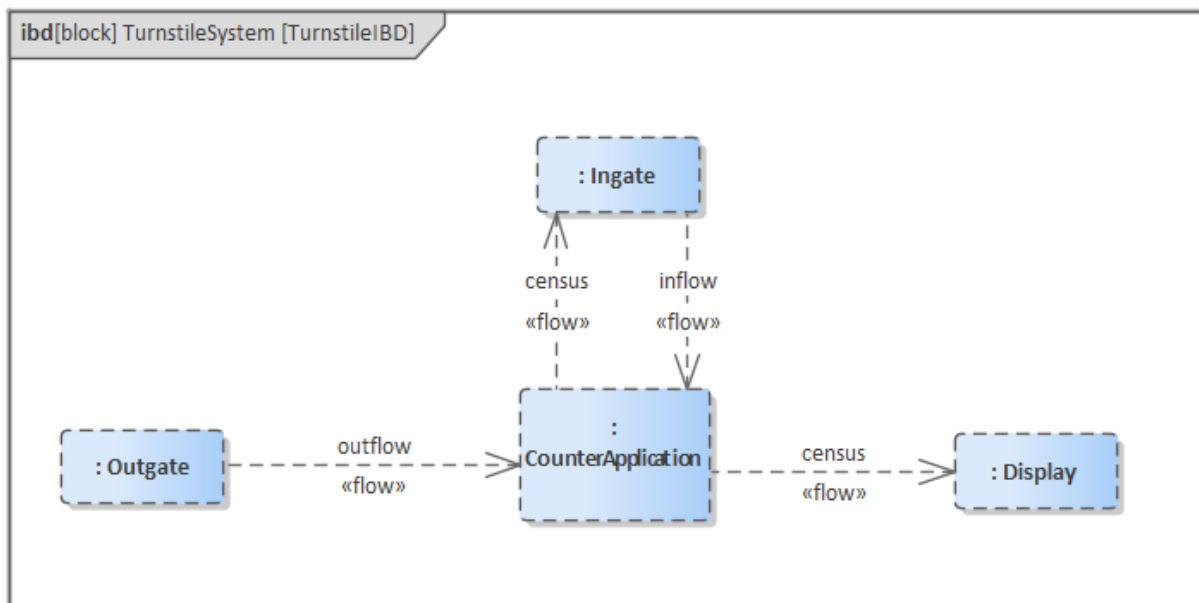 ibd[block] TurnstileSystem [TurnstileIBD]
: Ingate
census
«flow»
inflow
«flow»
: Outgate
outflow
«flow»
:
CounterApplication
census
«flow»
: Display